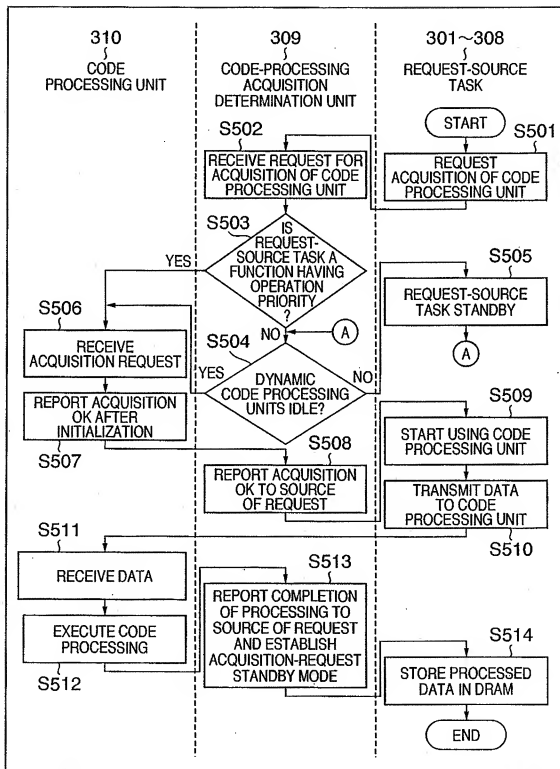 310
CODE
PROCESSING UNIT
309
CODE-PROCESSING
ACQUISITION
DETERMINATION UNIT
301~308
REQUEST-SOURCE
TASK
START
S501
REQUEST
ACQUISITION OF CODE
PROCESSING UNIT
S502
RECEIVE REQUEST FOR
ACQUISITION OF CODE
PROCESSING UNIT
S503
IS
REQUEST-
SOURCE TASK A
FUNCTION HAVING
OPERATION
PRIORITY
?
YES
NO
A
S504
DYNAMIC
CODE PROCESSING
UNITS IDLE?
YES
NO
S505
REQUEST-SOURCE
TASK STANDBY
A
S506
RECEIVE
ACQUISITION REQUEST
REPORT ACQUISITION
OK AFTER
INITIALIZATION
S507
S508
REPORT ACQUISITION
OK TO SOURCE
OF REQUEST
S509
START USING CODE
PROCESSING UNIT
TRANSMIT DATA
TO CODE
PROCESSING UNIT
S510
S511
RECEIVE DATA
EXECUTE CODE
PROCESSING
S512
S513
REPORT COMPLETION
OF PROCESSING TO
SOURCE OF REQUEST
AND ESTABLISH
ACQUISITION-REQUEST
STANDBY MODE
S514
STORE PROCESSED
DATA IN DRAM
END